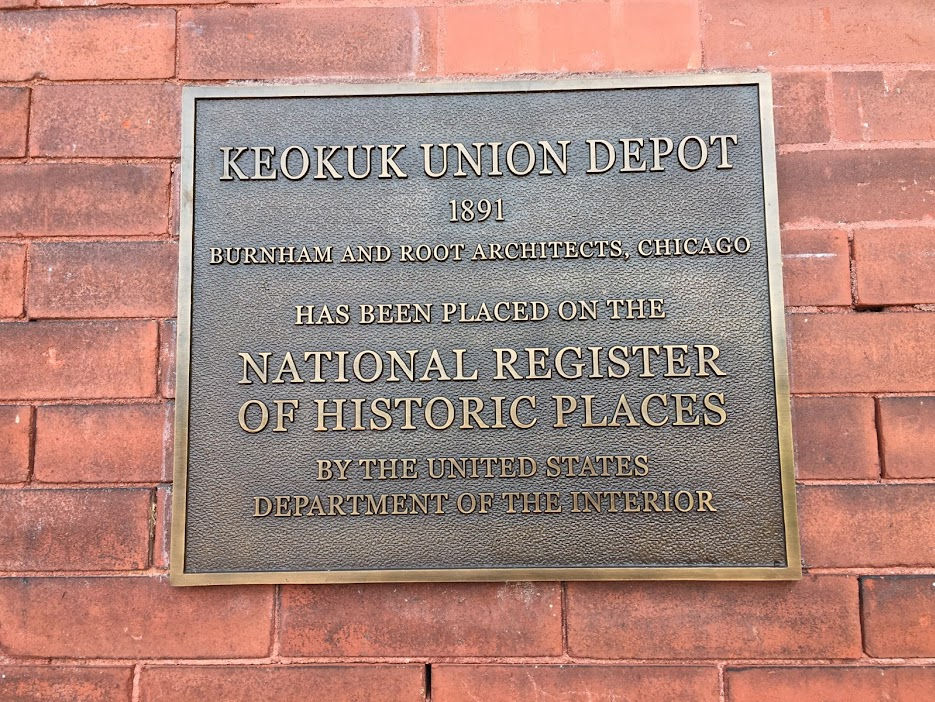 KEOKUK UNION DEPOT
1891
BURNHAM AND ROOT ARCHITECTS, CHICAGO
HAS BEEN PLACED ON THE
NATIONAL REGISTER
OF HISTORIC PLACES
BY THE UNITED STATES
DEPARTMENT OF THE INTERIOR